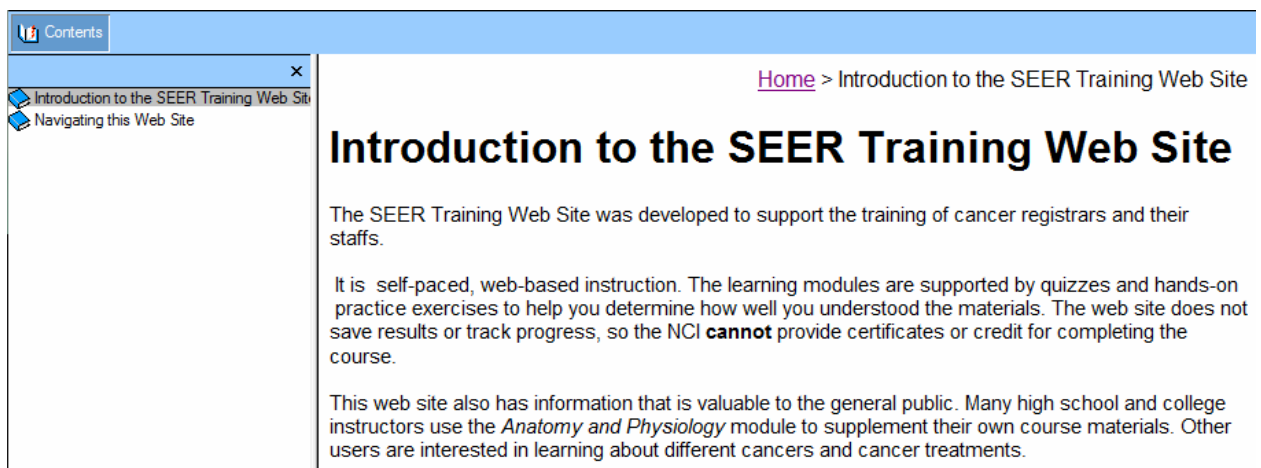 Contents
×
Introduction to the SEER Training Web Sit
Navigating this Web Site
Home > Introduction to the SEER Training Web Site
Introduction to the SEER Training Web Site
The SEER Training Web Site was developed to support the training of cancer registrars and their
staffs.
It is self-paced, web-based instruction. The learning modules are supported by quizzes and hands-on
practice exercises to help you determine how well you understood the materials. The web site does not
save results or track progress, so the NCI cannot provide certificates or credit for completing the
course.
This web site also has information that is valuable to the general public. Many high school and college
instructors use the Anatomy and Physiology module to supplement their own course materials. Other
users are interested in learning about different cancers and cancer treatments.